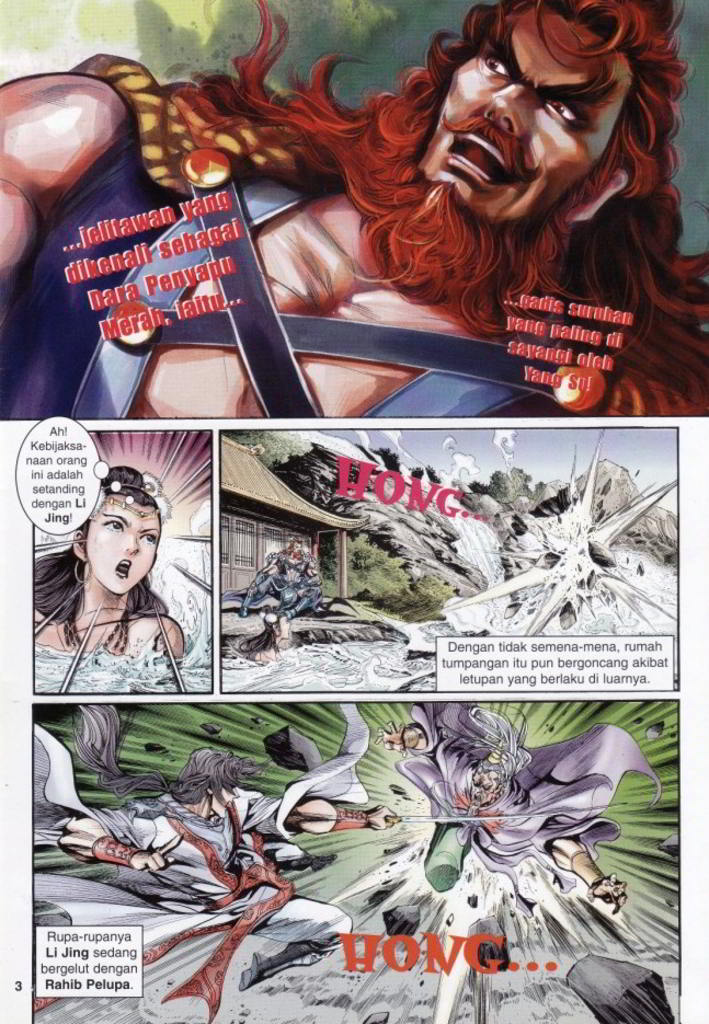 ...jelitawan yang
dikenali sebagai
Dara Penyapu
Merah, iaitu...
...gadis suruhan
yang paling di
sayangi oleh
Yang Su!
Ah!
Kebijaksa-
naan orang
ini adalah
setanding
dengan Li
Jing!
HONG...
Dengan tidak semena-mena, rumah
tumpangan itu pun bergoncang akibat
letupan yang berlaku di luarnya.
Rupa-rupanya
Li Jing sedang
bergelut dengan
Rahib Pelupa.
HONG...
3